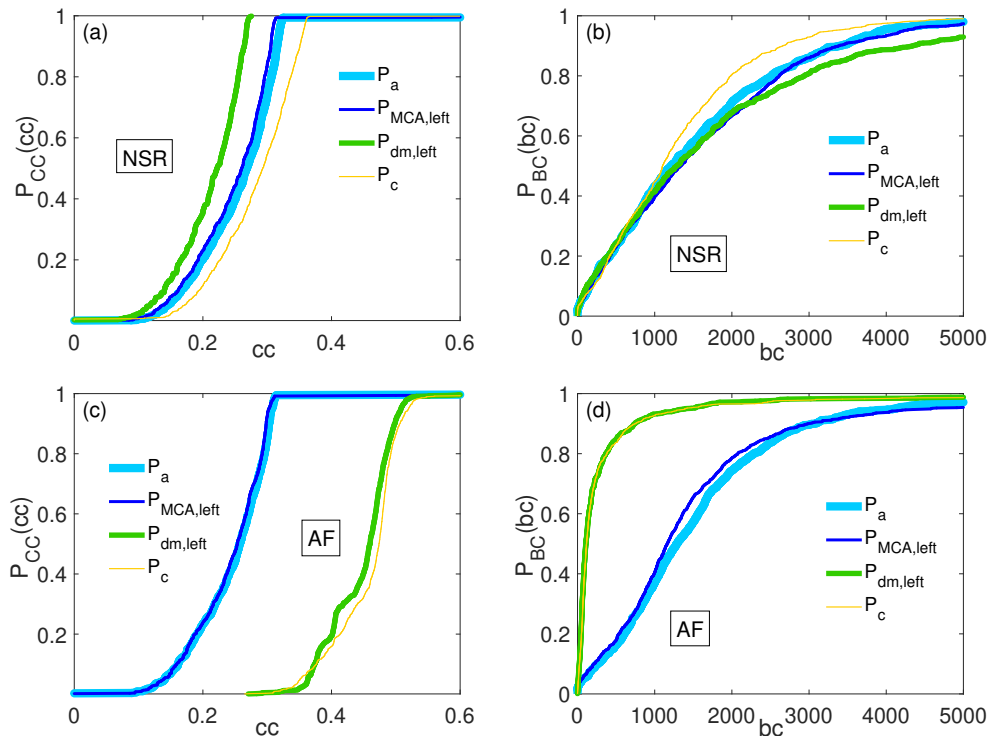 (a)
1
0.8
0.6
0.4
0.2
P_CC(cc)
NSR
P_a
P_MCA,left
P_dm,left
P_c
0 0.2 0.4 0.6
cc
(b)
1
0.8
0.6
0.4
0.2
0
P_BC(bc)
NSR
P_a
P_MCA,left
P_dm,left
P_c
0 1000 2000 3000 4000 5000
bc
(c)
1
0.8
0.6
0.4
0.2
P_CC(cc)
P_a
P_MCA,left
P_dm,left
P_c
AF
0 0.2 0.4 0.6
cc
(d)
1
0.8
0.6
0.4
0.2
0
P_BC(bc)
P_a
P_MCA,left
P_dm,left
P_c
AF
0 1000 2000 3000 4000 5000
bc